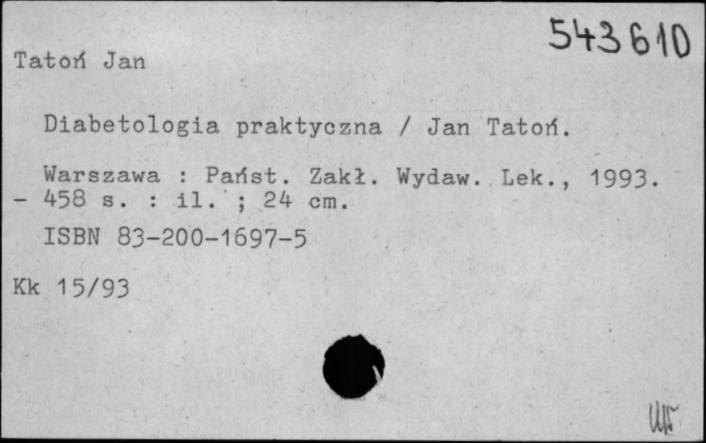 543610
Tatoń Jan
Diabetologia praktyczna / Jan Tatoń.
Warszawa : Państ. Zakł. Wydaw. Lek., 1993.
- 458 s. : il. ; 24 cm.
ISBN 83-200-1697-5
Kk 15/93